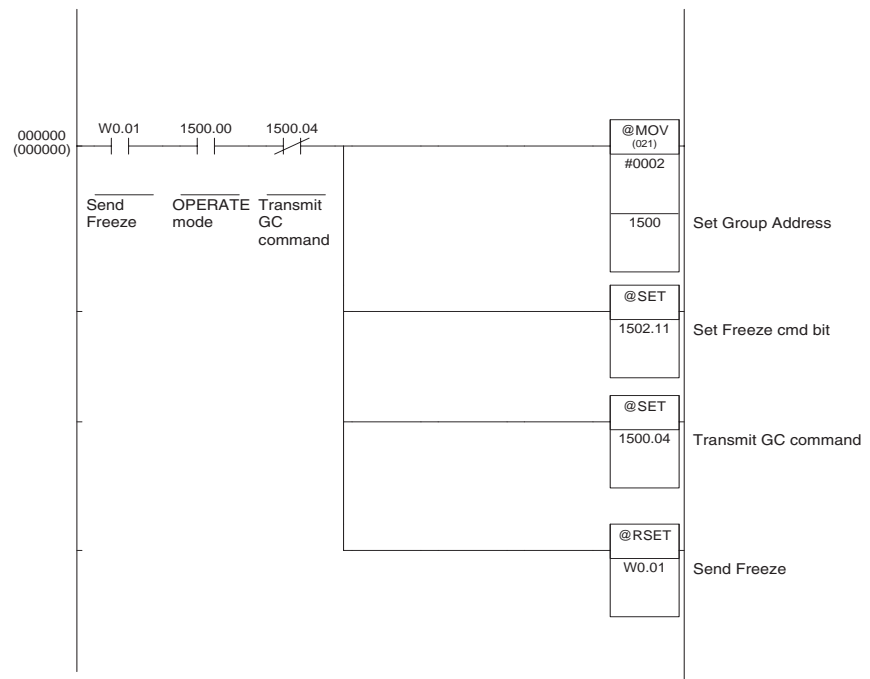 000000
(000000)
W0.01 1500.00 1500.04
Send Freeze
OPERATE mode
Transmit GC command
@MOV
(021)
#0002
1500
Set Group Address
@SET
1502.11
Set Freeze cmd bit
@SET
1500.04
Transmit GC command
@RSET
W0.01
Send Freeze